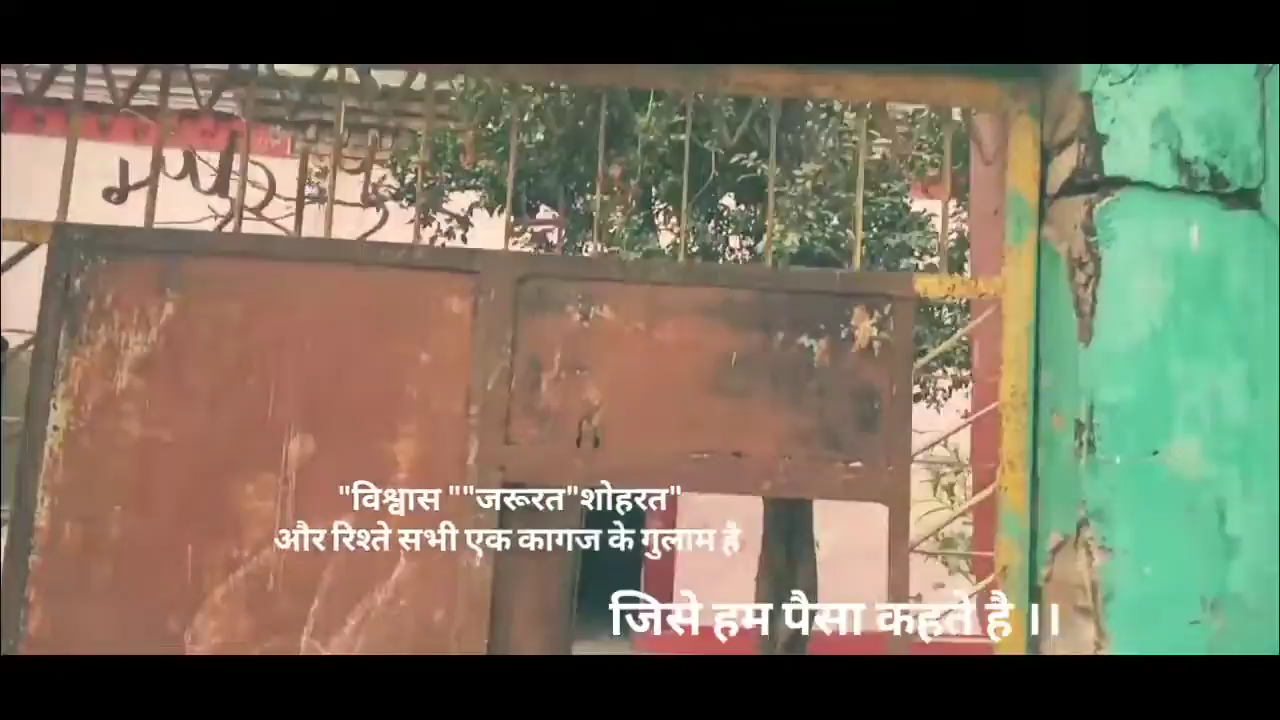 "विश्वास ""जरूरत"शोहरत"
और रिश्ते सभी एक कागज के गुलाम है
जिसे हम पैसा कहते है ।।